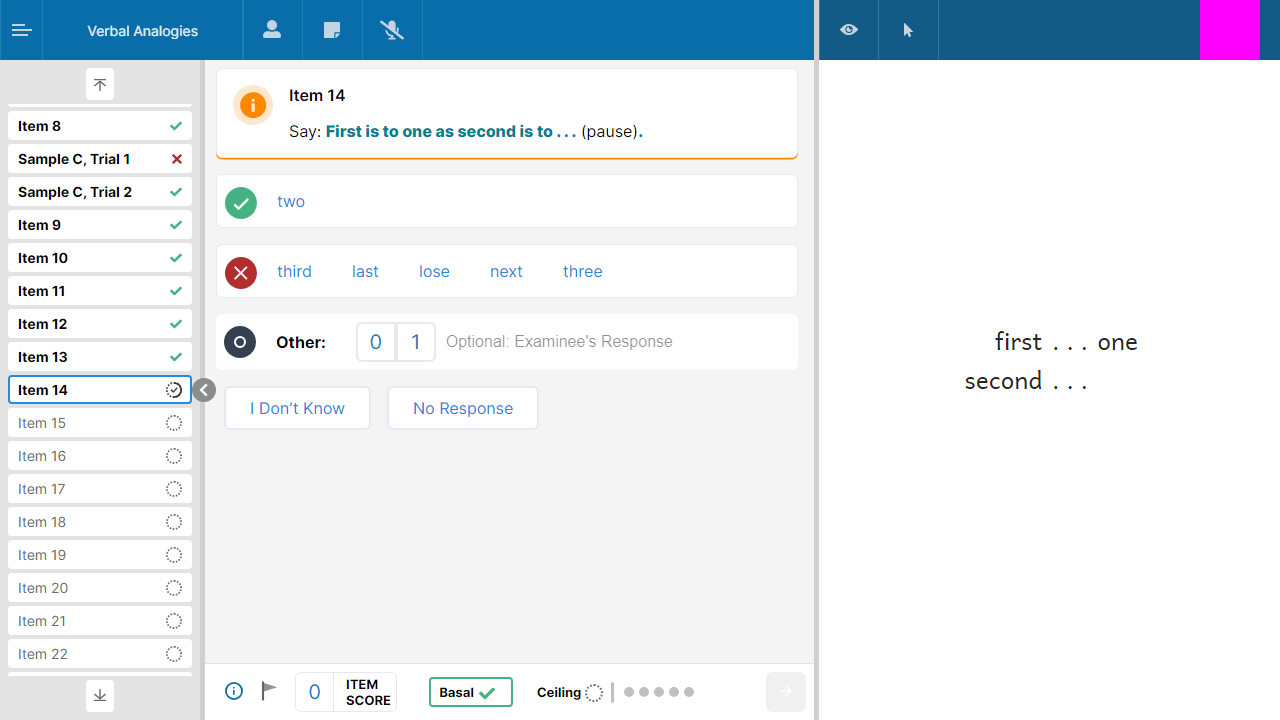 Verbal Analogies
Item 8
Sample C, Trial 1
Sample C, Trial 2
Item 9
Item 10
Item 11
Item 12
Item 13
Item 14
Item 15
Item 16
Item 17
Item 18
Item 19
Item 20
Item 21
Item 22
Item 14
Say: First is to one as second is to . . . (pause).
two
third last lose next three
Other: 0 1 Optional: Examinee's Response
I Don’t Know No Response
0 ITEM SCORE
Basal Ceiling
first . . . one
second . . .